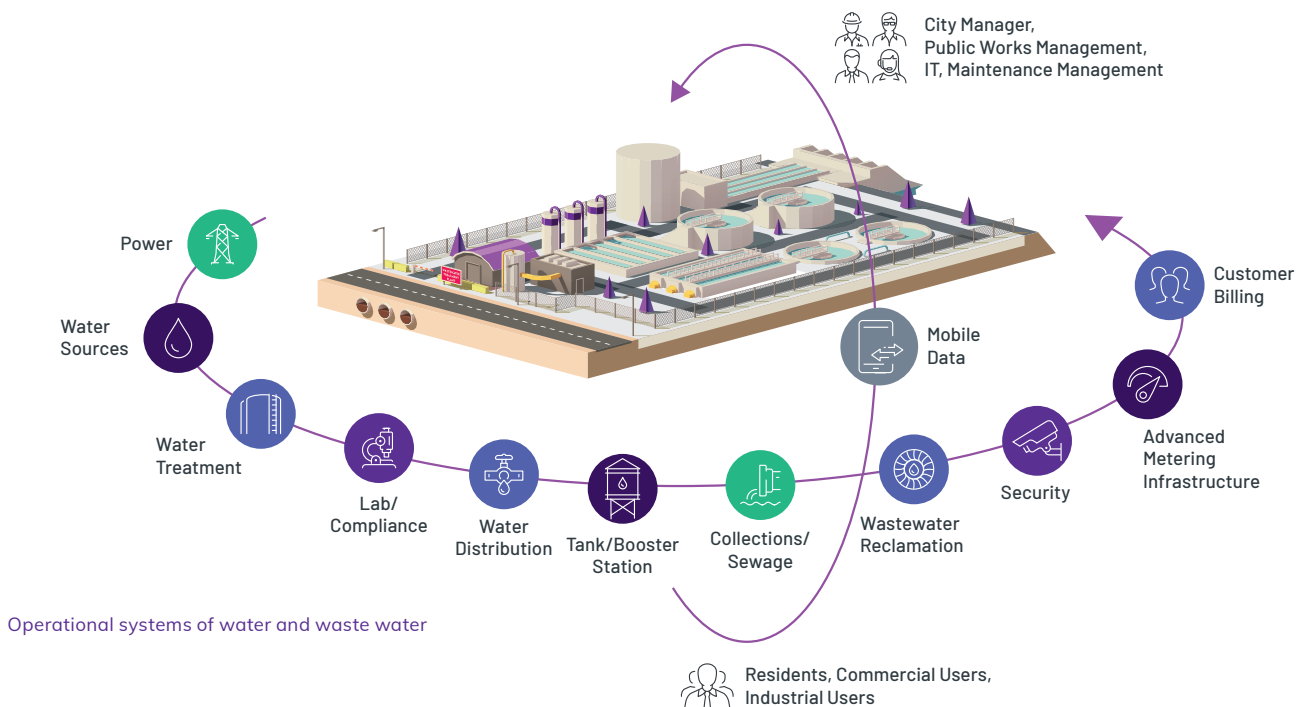 City Manager,
Public Works Management,
IT, Maintenance Management
Power
Water
Sources
Water
Treatment
Lab/
Compliance
Water
Distribution
Tank/Booster
Station
Collections/
Sewage
Wastewater
Reclamation
Security
Advanced
Metering
Infrastructure
Customer
Billing
Mobile
Data
Operational systems of water and waste water
Residents, Commercial Users,
Industrial Users